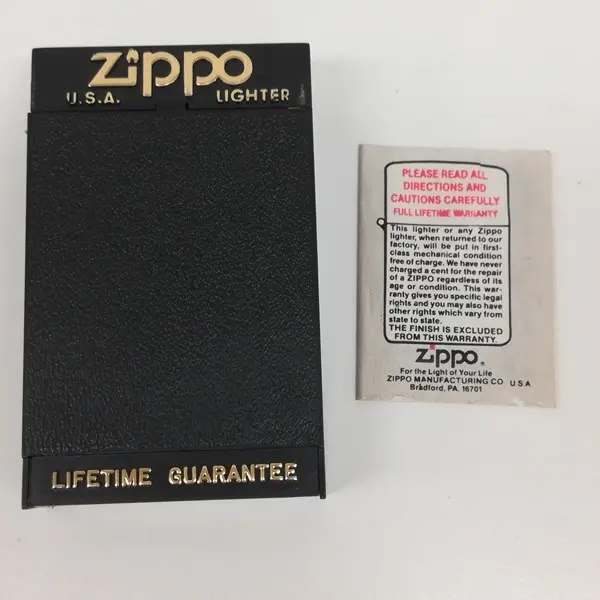 Zippo
U.S.A. LIGHTER
LIFETIME GUARANTEE
PLEASE READ ALL
DIRECTIONS AND
CAUTIONS CAREFULLY
FULL LIFETIME WARRANTY
This lighter or any Zippo
lighter, when returned to our
factory, will be put in first-
class mechanical condition
free of charge. We have never
charged a cent for the repair
of a ZIPPO regardless of its
age or condition. This war-
ranty gives you specific legal
rights and you may also have
other rights which vary from
state to state.
THE FINISH IS EXCLUDED
FROM THIS WARRANTY.
Zippo®
For the Light of Your Life
ZIPPO MANUFACTURING CO U S A
Bradford, PA. 16701